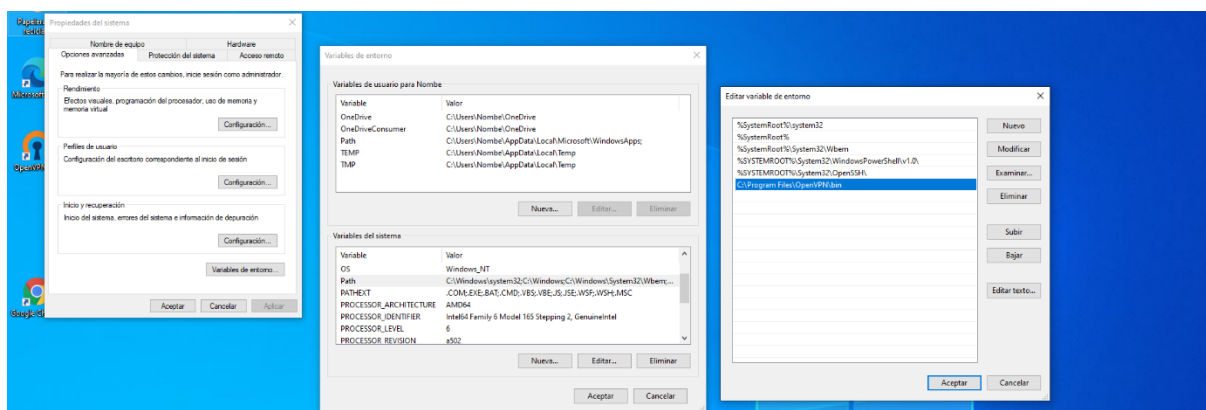 Propiedades del sistema
Nombre de equipo Hardware
Opciones avanzadas Protección del sistema Acceso remoto
Para realizar la mayoría de estos cambios, inicie sesión como administrador.
Rendimiento
Efectos visuales, programación del procesador, uso de memoria y
memoria virtual
Configuración...
Perfiles de usuario
Configuración del escritorio correspondiente al inicio de sesión
Configuración...
Inicio y recuperación
Inicio del sistema, errores del sistema e información de depuración
Configuración...
Variables de entorno...
Aceptar Cancelar Aplicar
Variables de entorno
Variables de usuario para Nombe
Variable Valor
OneDrive C:\Users\Nombe\OneDrive
OneDriveConsumer C:\Users\Nombe\OneDrive
Path C:\Users\Nombe\AppData\Local\Microsoft\WindowsApps;
TEMP C:\Users\Nombe\AppData\Local\Temp
TMP C:\Users\Nombe\AppData\Local\Temp
Nueva... Editar... Eliminar
Variables del sistema
Variable Valor
OS Windows_NT
Path C:\Windows\system32;C:\Windows;C:\Windows\System32\Wbem;...
PATHEXT .COM;.EXE;.BAT;.CMD;.VBS;.VBE;.JS;.JSE;.WSF;.WSH;.MSC
PROCESSOR_ARCHITECTURE AMD64
PROCESSOR_IDENTIFIER Intel64 Family 6 Model 165 Stepping 2, GenuineIntel
PROCESSOR_LEVEL 6
PROCESSOR_REVISION a502
Nueva... Editar... Eliminar
Aceptar Cancelar
Editar variable de entorno
%SystemRoot%\system32
%SystemRoot%
%SystemRoot%\System32\Wbem
%SYSTEMROOT%\System32\WindowsPowerShell\v1.0\
%SYSTEMROOT%\System32\OpenSSH\
C:\Program Files\OpenVPN\bin
Nuevo
Modificar
Examinar...
Eliminar
Subir
Bajar
Editar texto...
Aceptar Cancelar